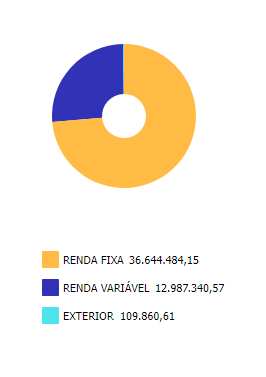 RENDA FIXA 36.644.484,15
RENDA VARIÁVEL 12.987.340,57
EXTERIOR 109.860,61